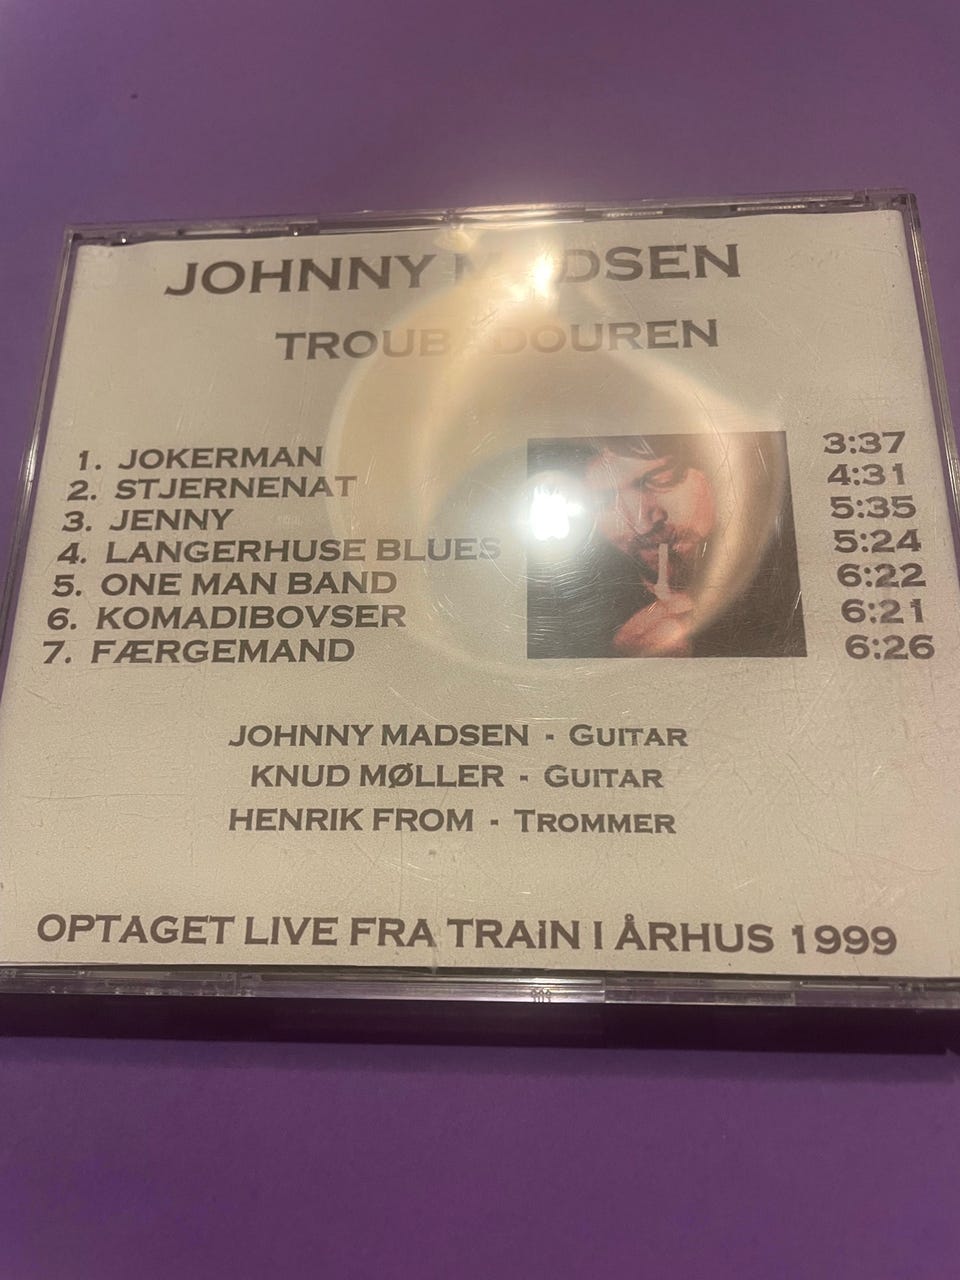 JOHNNY MADSEN
TROUBADOUREN
1. JOKERMAN 3:37
2. STJERNENAT 4:31
3. JENNY 5:35
4. LANGERHUSE BLUES 5:24
5. ONE MAN BAND 6:22
6. KOMADIBOVSER 6:21
7. FÆRGEMAND 6:26
JOHNNY MADSEN - GUITAR
KNUD MØLLER - GUITAR
HENRIK FROM - TROMMER
OPTAGET LIVE FRA TRAIN I ÅRHUS 1999